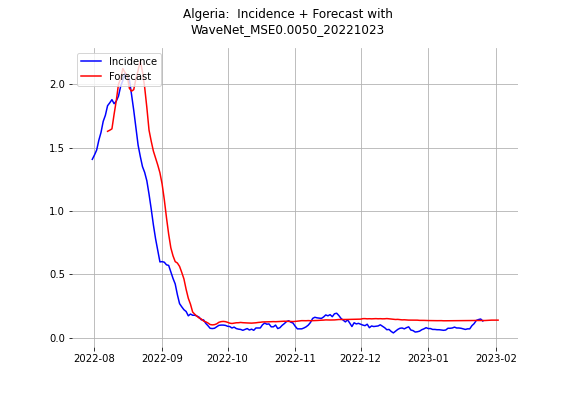 Algeria:  Incidence + Forecast with
WaveNet_MSE0.0050_20221023
Incidence
Forecast
2.0
1.5
1.0
0.5
0.0
2022-08 2022-09 2022-10 2022-11 2022-12 2023-01 2023-02